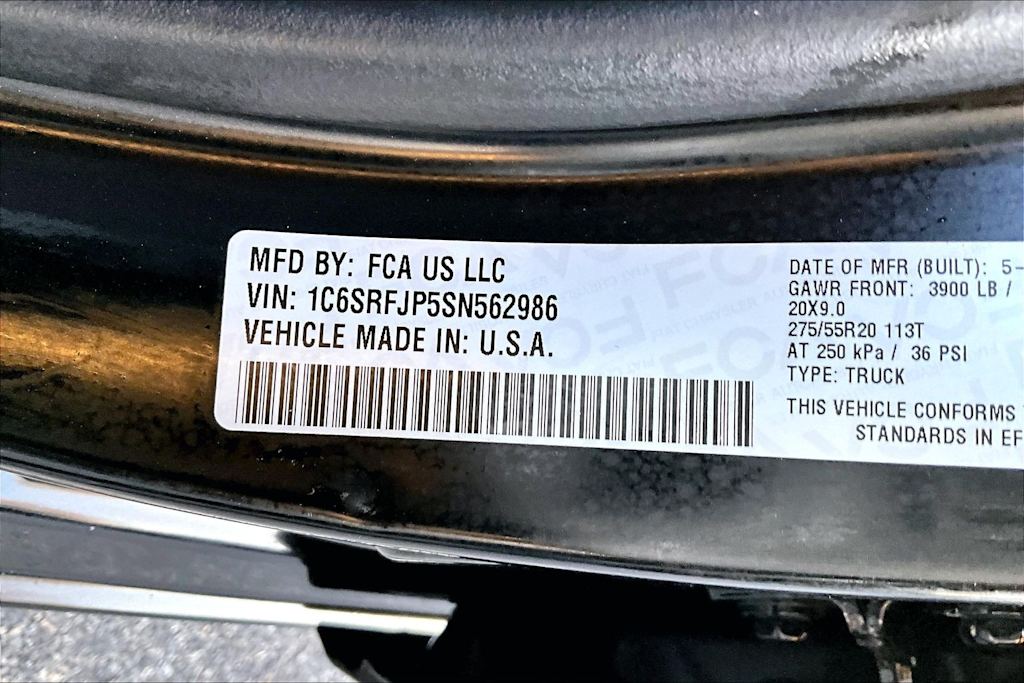 MFD BY: FCA US LLC
VIN: 1C6SRFJP5SN562986
VEHICLE MADE IN: U.S.A.
DATE OF MFR (BUILT): 5-
GAWR FRONT: 3900 LB /
20X9.0
275/55R20 113T
AT 250 kPa / 36 PSI
TYPE: TRUCK
THIS VEHICLE CONFORMS
STANDARDS IN EF